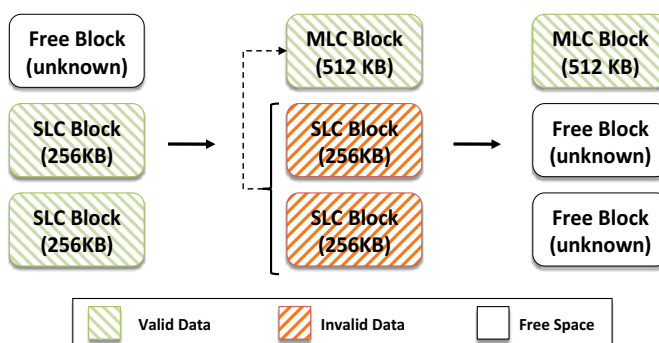 Free Block
(unknown)
MLC Block
(512 KB)
MLC Block
(512 KB)
SLC Block
(256KB)
SLC Block
(256KB)
Free Block
(unknown)
SLC Block
(256KB)
SLC Block
(256KB)
Free Block
(unknown)
Valid Data
Invalid Data
Free Space